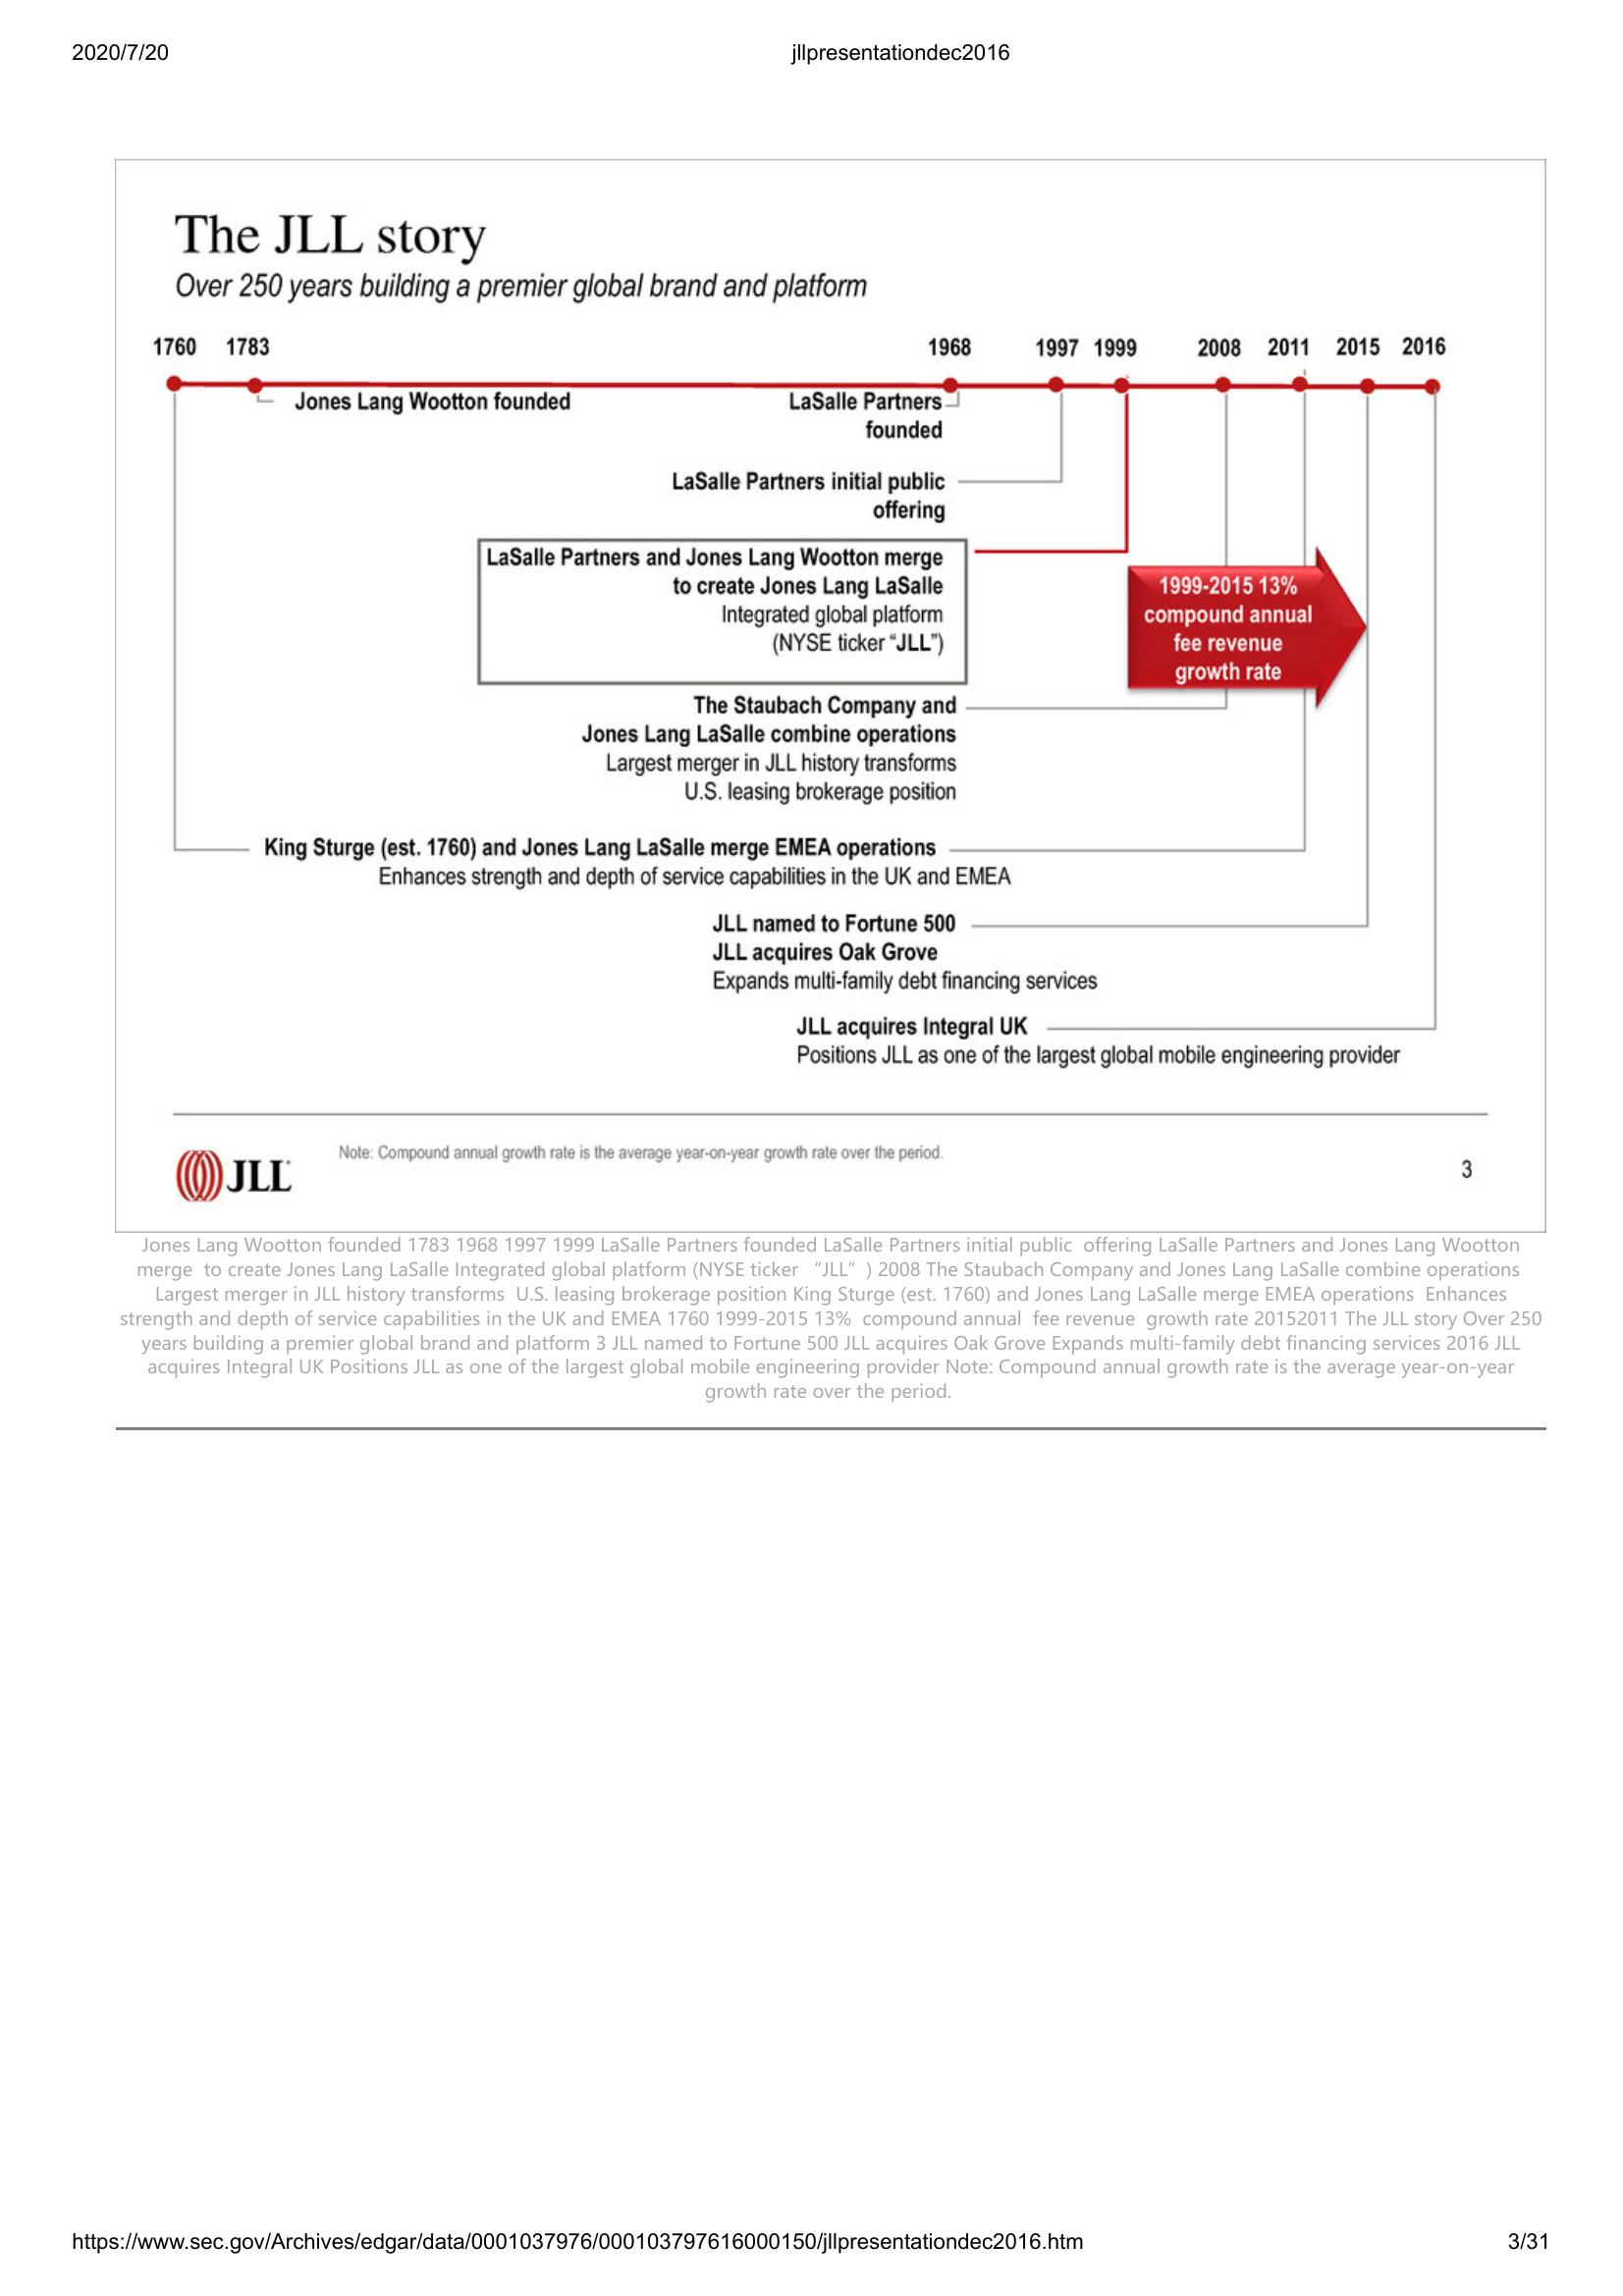 2020/7/20 jllpresentationdec2016
The JLL story
Over 250 years building a premier global brand and platform
1760 1783 1968 1997 1999 2008 2011 2015 2016
Jones Lang Wootton founded
LaSalle Partners
founded
LaSalle Partners initial public
offering
LaSalle Partners and Jones Lang Wootton merge
to create Jones Lang LaSalle
Integrated global platform
(NYSE ticker “JLL”)
1999-2015 13%
compound annual
fee revenue
growth rate
The Staubach Company and
Jones Lang LaSalle combine operations
Largest merger in JLL history transforms
U.S. leasing brokerage position
King Sturge (est. 1760) and Jones Lang LaSalle merge EMEA operations
Enhances strength and depth of service capabilities in the UK and EMEA
JLL named to Fortune 500
JLL acquires Oak Grove
Expands multi-family debt financing services
JLL acquires Integral UK
Positions JLL as one of the largest global mobile engineering provider
Note: Compound annual growth rate is the average year-on-year growth rate over the period.
JLL
3
Jones Lang Wootton founded 1783 1968 1997 1999 LaSalle Partners founded LaSalle Partners initial public offering LaSalle Partners and Jones Lang Wootton
merge to create Jones Lang LaSalle Integrated global platform (NYSE ticker “JLL”) 2008 The Staubach Company and Jones Lang LaSalle combine operations
Largest merger in JLL history transforms U.S. leasing brokerage position King Sturge (est. 1760) and Jones Lang LaSalle merge EMEA operations Enhances
strength and depth of service capabilities in the UK and EMEA 1760 1999-2015 13% compound annual fee revenue growth rate 20152011 The JLL story Over 250
years building a premier global brand and platform 3 JLL named to Fortune 500 JLL acquires Oak Grove Expands multi-family debt financing services 2016 JLL
acquires Integral UK Positions JLL as one of the largest global mobile engineering provider Note: Compound annual growth rate is the average year-on-year
growth rate over the period.
https://www.sec.gov/Archives/edgar/data/0001037976/000103797616000150/jllpresentationdec2016.htm 3/31